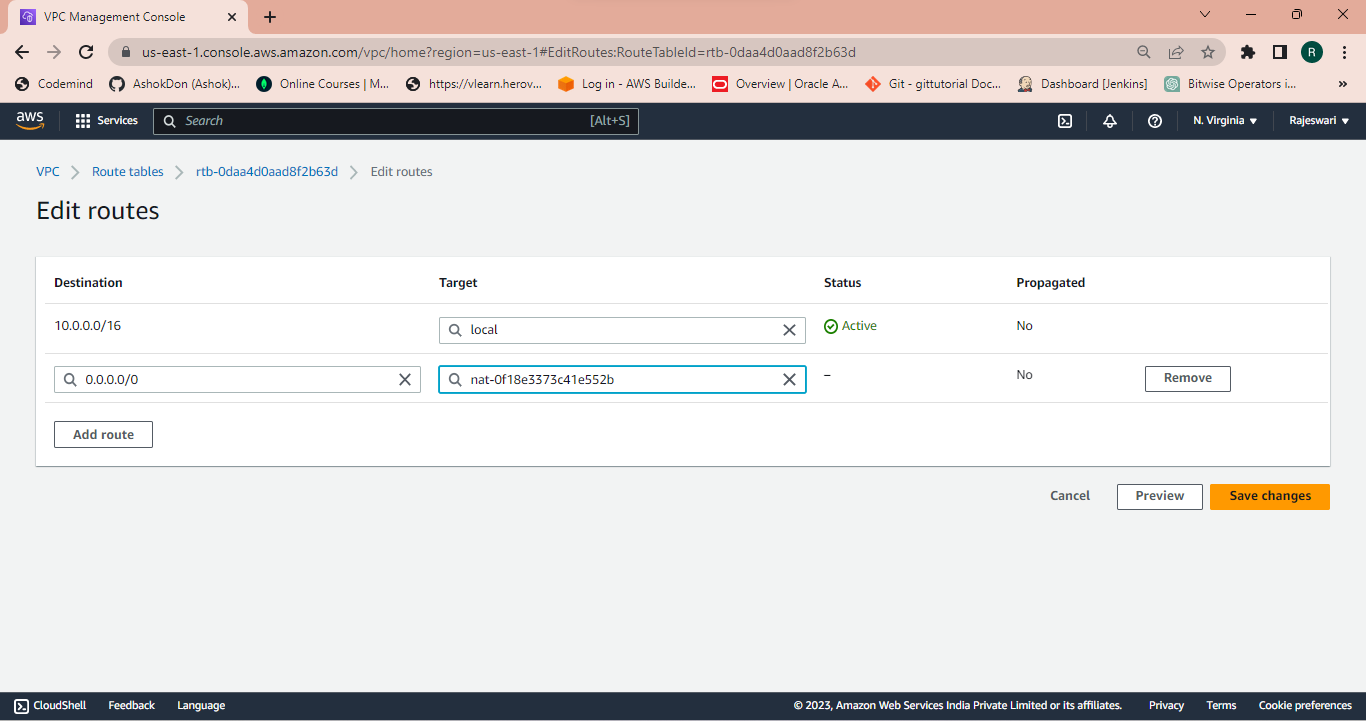 VPC Management Console
us-east-1.console.aws.amazon.com/vpc/home?region=us-east-1#EditRoutes:RouteTableId=rtb-0daa4d0aad8f2b63d
R
Codemind AshokDon (Ashok)... Online Courses | M... https://vlearn.herov... Log in - AWS Builde... Overview | Oracle A... Git - gittutorial Doc... Dashboard [Jenkins] Bitwise Operators i... »
aws Services Search [Alt+S] N. Virginia Rajeswari
VPC Route tables rtb-0daa4d0aad8f2b63d Edit routes
Edit routes
Destination Target Status Propagated
10.0.0.0/16 local Active No
0.0.0.0/0 nat-0f18e3373c41e552b – No Remove
Add route
Cancel Preview Save changes
CloudShell Feedback Language © 2023, Amazon Web Services India Private Limited or its affiliates. Privacy Terms Cookie preferences